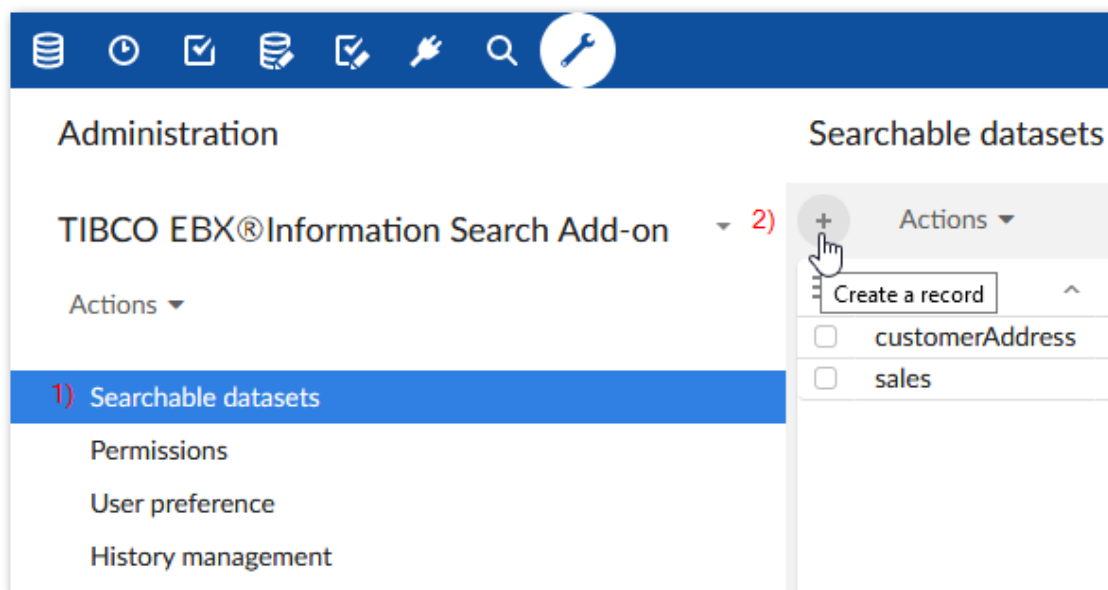 Administration
Searchable datasets
TIBCO EBX®Information Search Add-on
2)
Actions
Actions
Create a record
customerAddress
sales
1) Searchable datasets
Permissions
User preference
History management